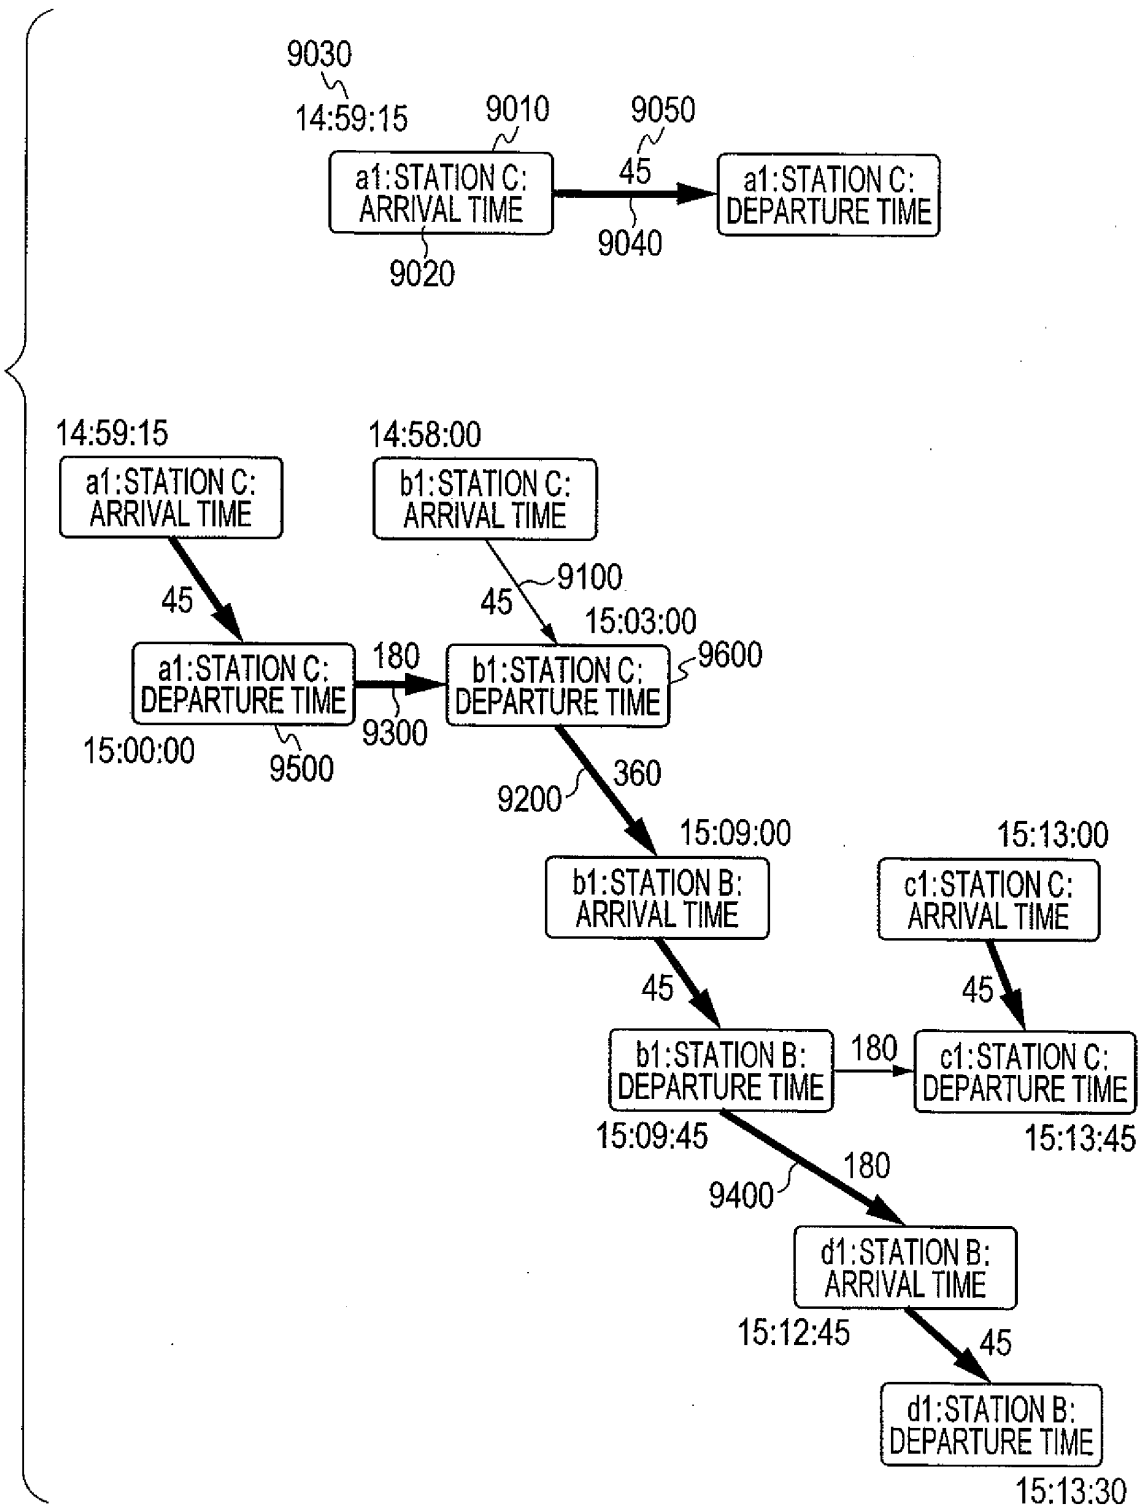 9030
14:59:15
9010
9050
45
a1:STATION C:
ARRIVAL TIME
a1:STATION C:
DEPARTURE TIME
9040
9020
14:59:15
14:58:00
a1:STATION C:
ARRIVAL TIME
b1:STATION C:
ARRIVAL TIME
9100
45
45
15:03:00
9600
180
a1:STATION C:
DEPARTURE TIME
b1:STATION C:
DEPARTURE TIME
9300
15:00:00
9500
360
9200
15:09:00
15:13:00
b1:STATION B:
ARRIVAL TIME
c1:STATION C:
ARRIVAL TIME
45
45
180
b1:STATION B:
DEPARTURE TIME
c1:STATION C:
DEPARTURE TIME
15:09:45
15:13:45
180
9400
d1:STATION B:
ARRIVAL TIME
15:12:45
45
d1:STATION B:
DEPARTURE TIME
15:13:30